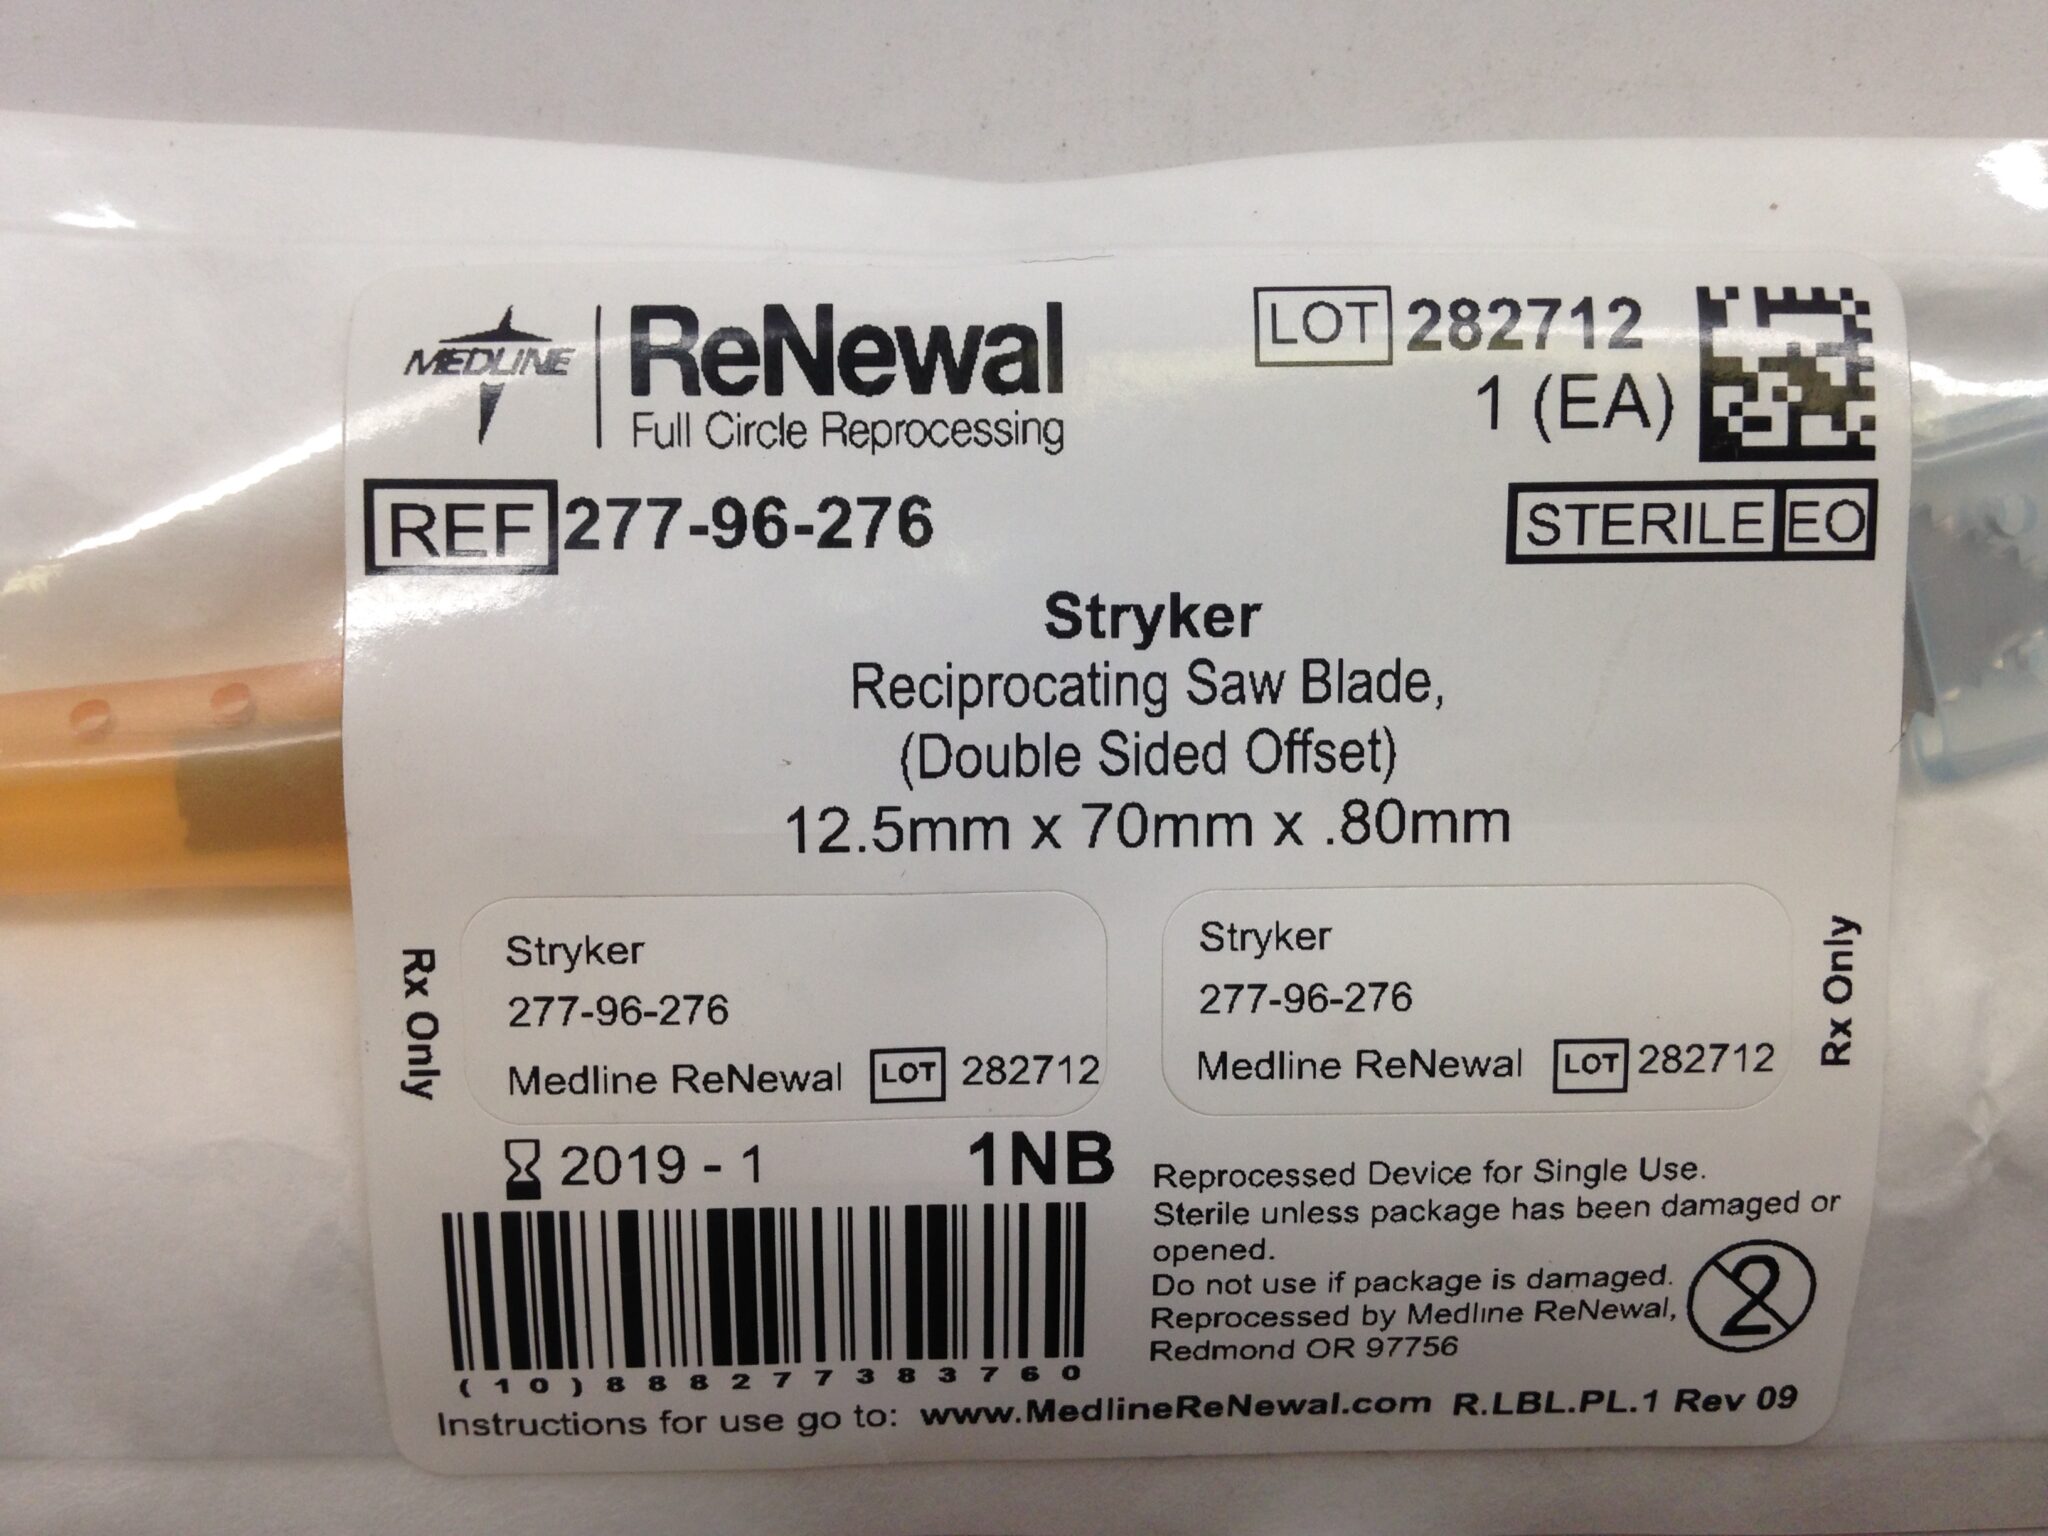 MEDLINE
ReNewal
Full Circle Reprocessing
LOT 282712
1 (EA)
REF 277-96-276
STERILE EO
Stryker
Reciprocating Saw Blade,
(Double Sided Offset)
12.5mm x 70mm x .80mm
Rx Only
Stryker
277-96-276
Medline ReNewal LOT 282712
Stryker
277-96-276
Medline ReNewal LOT 282712
Rx Only
2019 - 1
1NB
(10)888277383760
Reprocessed Device for Single Use.
Sterile unless package has been damaged or
opened.
Do not use if package is damaged.
Reprocessed by Medline ReNewal,
Redmond OR 97756
2
Instructions for use go to: www.MedlineReNewal.com R.LBL.PL.1 Rev 09